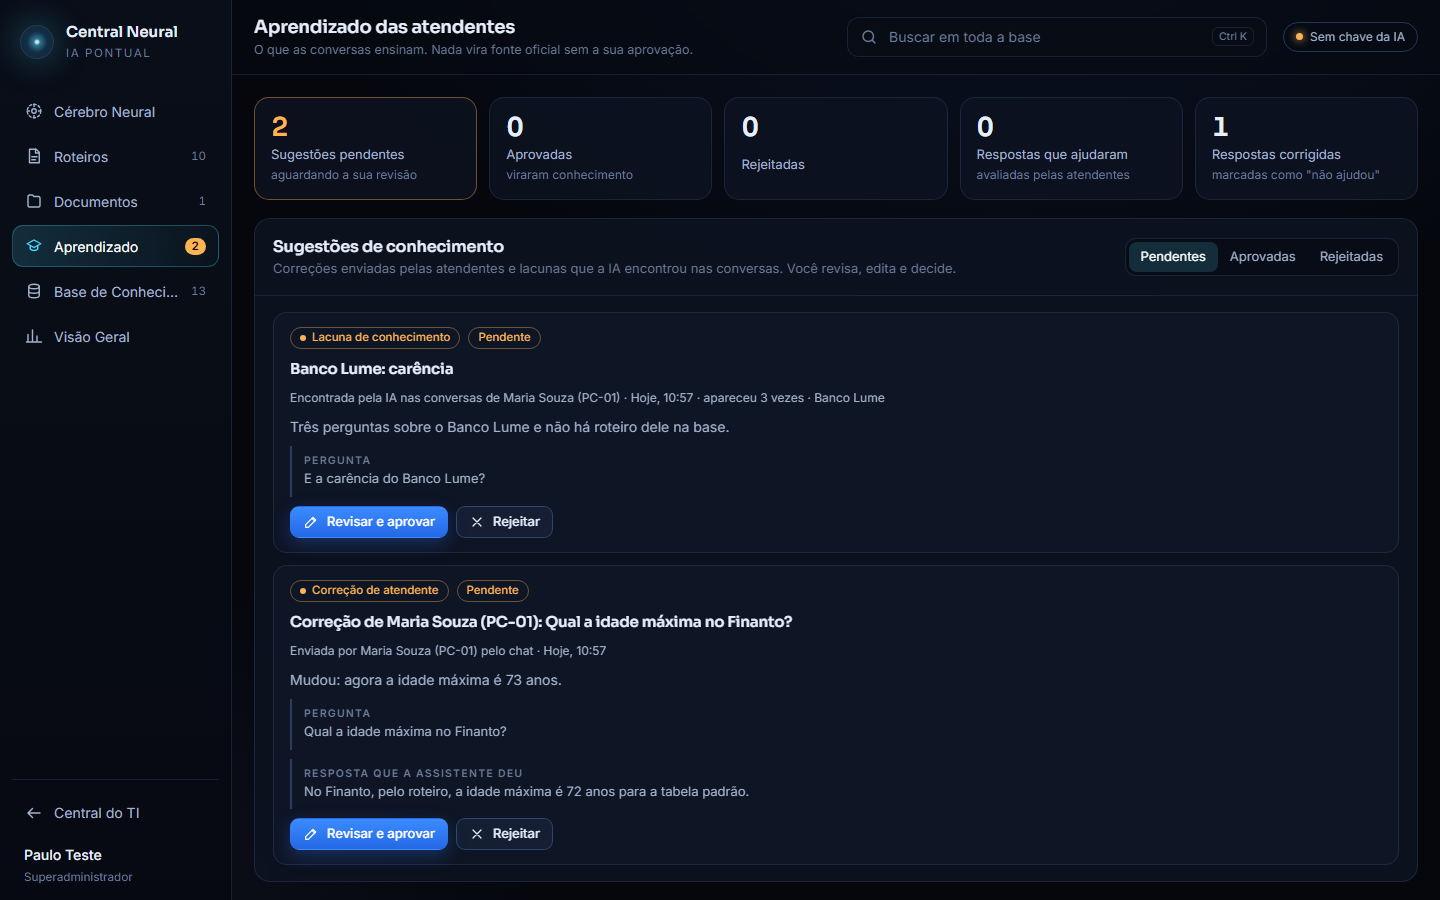 Central Neural
IA PONTUAL
Cérebro Neural
Roteiros 10
Documentos 1
Aprendizado 2
Base de Conheci... 13
Visão Geral
Central do TI
Paulo Teste
Superadministrador
Aprendizado das atendentes
O que as conversas ensinam. Nada vira fonte oficial sem a sua aprovação.
Buscar em toda a base Ctrl K
Sem chave da IA
2
Sugestões pendentes
aguardando a sua revisão
0
Aprovadas
viraram conhecimento
0
Rejeitadas
0
Respostas que ajudaram
avaliadas pelas atendentes
1
Respostas corrigidas
marcadas como "não ajudou"
Sugestões de conhecimento
Correções enviadas pelas atendentes e lacunas que a IA encontrou nas conversas. Você revisa, edita e decide.
Pendentes Aprovadas Rejeitadas
Lacuna de conhecimento Pendente
Banco Lume: carência
Encontrada pela IA nas conversas de Maria Souza (PC-01) · Hoje, 10:57 · apareceu 3 vezes · Banco Lume
Três perguntas sobre o Banco Lume e não há roteiro dele na base.
PERGUNTA
E a carência do Banco Lume?
Revisar e aprovar Rejeitar
Correção de atendente Pendente
Correção de Maria Souza (PC-01): Qual a idade máxima no Finanto?
Enviada por Maria Souza (PC-01) pelo chat · Hoje, 10:57
Mudou: agora a idade máxima é 73 anos.
PERGUNTA
Qual a idade máxima no Finanto?
RESPOSTA QUE A ASSISTENTE DEU
No Finanto, pelo roteiro, a idade máxima é 72 anos para a tabela padrão.
Revisar e aprovar Rejeitar